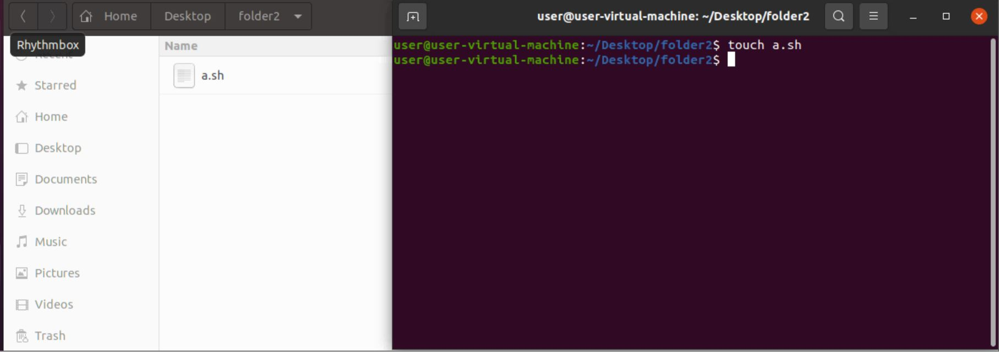 Home Desktop folder2
user@user-virtual-machine: ~/Desktop/folder2
Rhythmbox
Recent
Starred
Home
Desktop
Documents
Downloads
Music
Pictures
Videos
Trash
Name
a.sh
user@user-virtual-machine:~/Desktop/folder2$ touch a.sh
user@user-virtual-machine:~/Desktop/folder2$